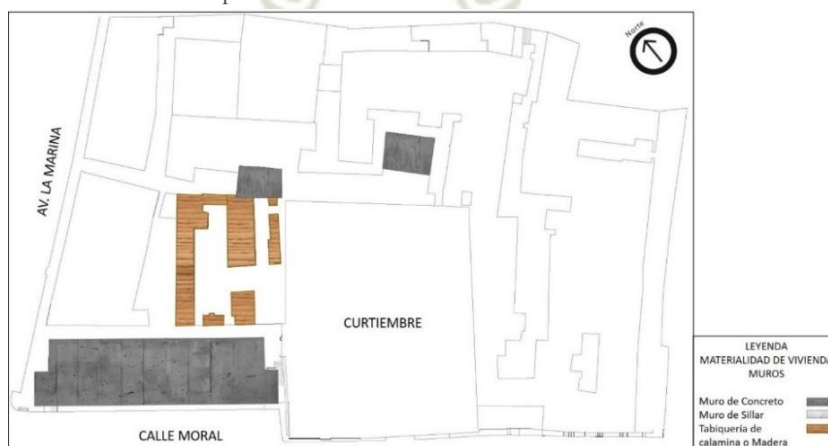 Norte
AV. LA MARINA
CURTIEMBRE
CALLE MORAL
LEYENDA
MATERIALIDAD DE VIVIENDA
MUROS
Muro de Concreto
Muro de Sillar
Tabiquería de
calamina o Madera